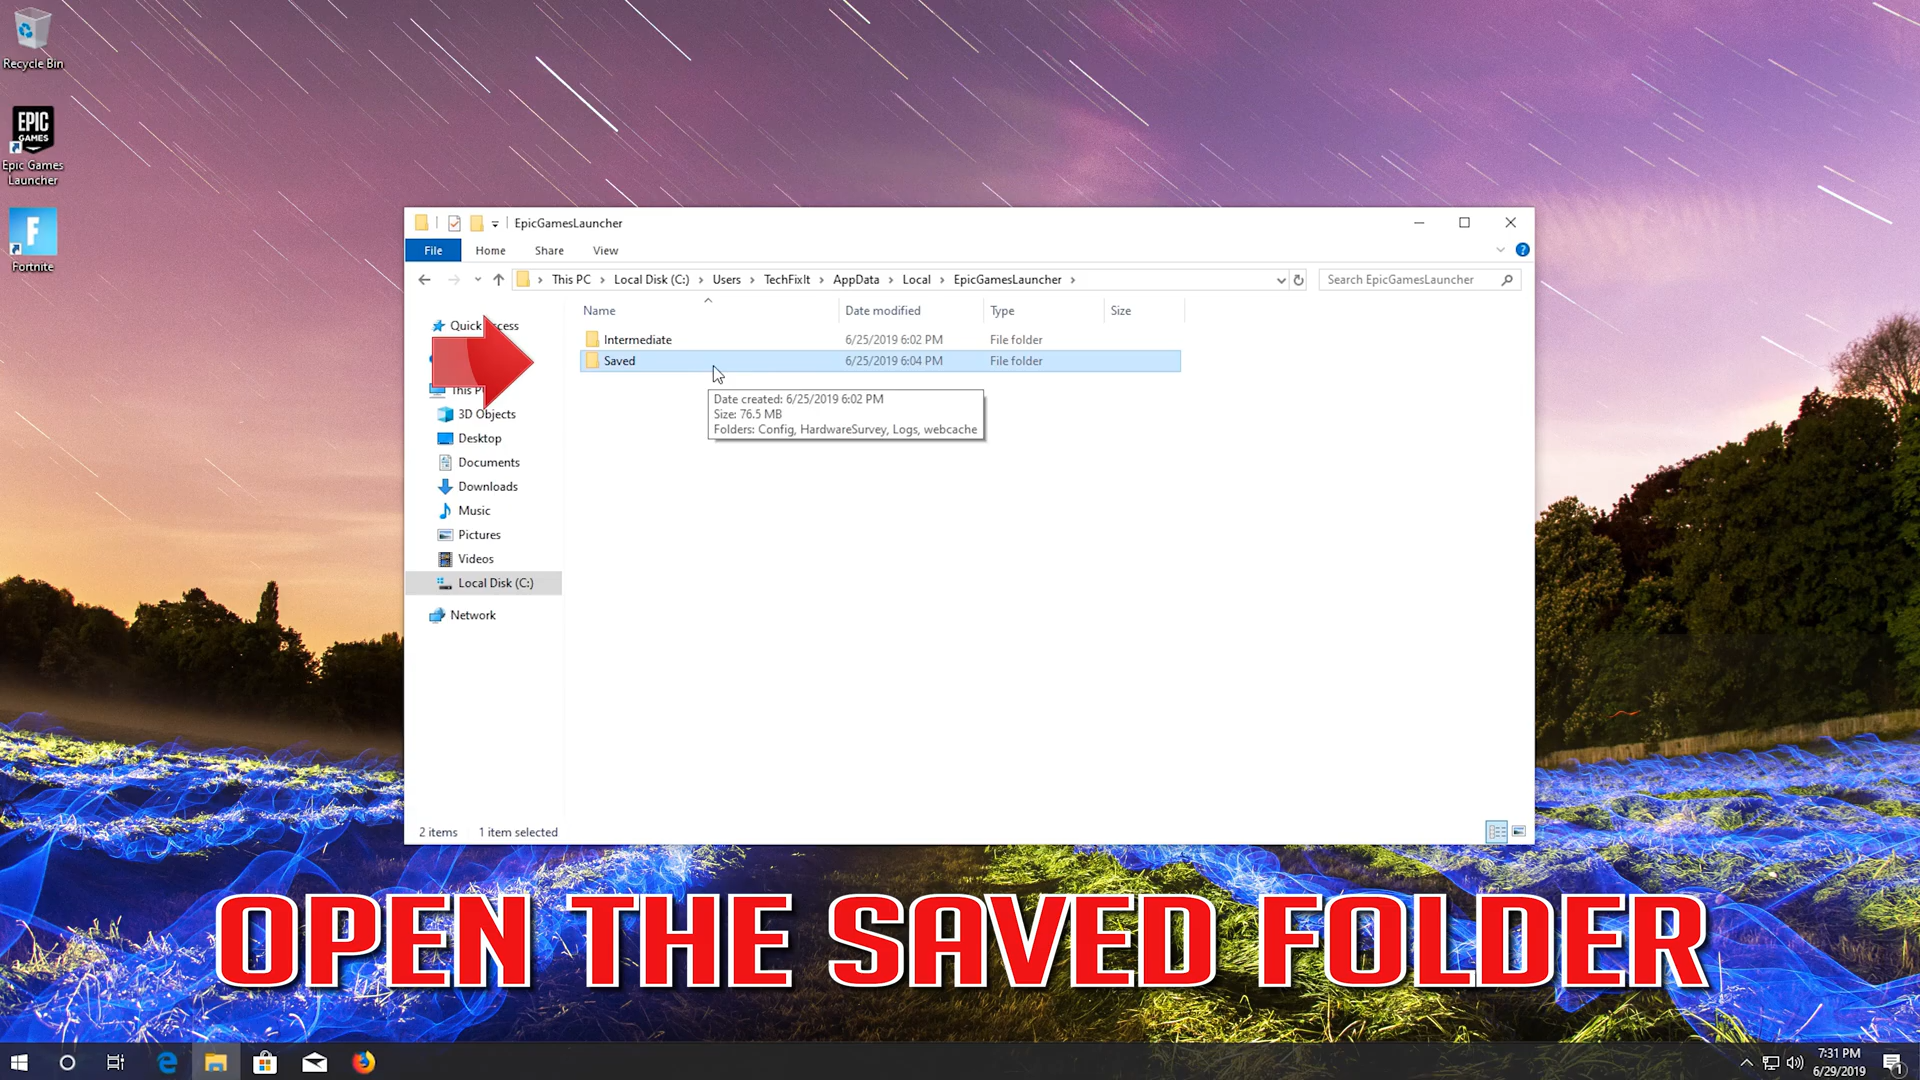 Recycle Bin
EPIC
GAMES
Epic Games
Launcher
F
Fortnite
EpicGamesLauncher
File Home Share View
This PC > Local Disk (C:) > Users > TechFixIt > AppData > Local > EpicGamesLauncher >
Search EpicGamesLauncher
Name Date modified Type Size
Intermediate 6/25/2019 6:02 PM File folder
Saved 6/25/2019 6:04 PM File folder
Date created: 6/25/2019 6:02 PM
Size: 76.5 MB
Folders: Config, HardwareSurvey, Logs, webcache
Quick
This
3D Objects
Desktop
Documents
Downloads
Music
Pictures
Videos
Local Disk (C:)
Network
2 items 1 item selected
OPEN THE SAVED FOLDER
7:31 PM
6/29/2019
1